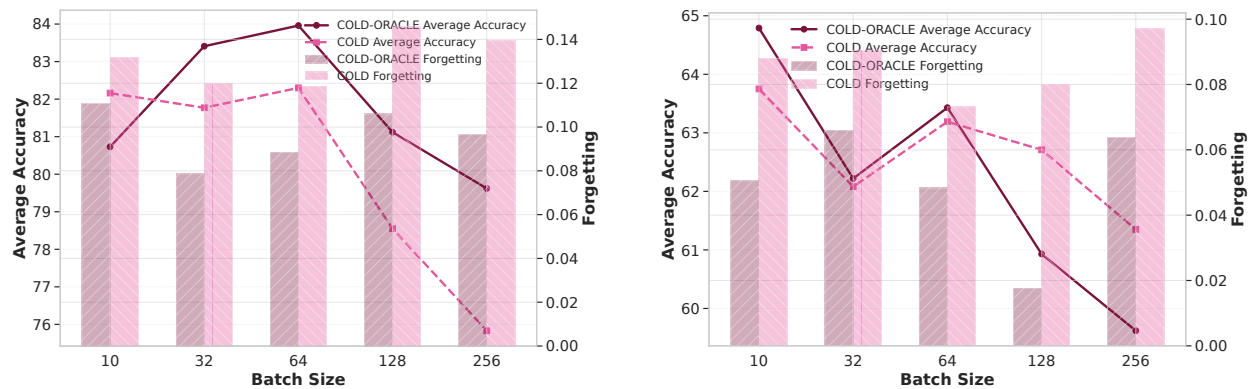 84
83
82
81
80
79
78
77
76
Average Accuracy
COLD-ORACLE Average Accuracy
COLD Average Accuracy
COLD-ORACLE Forgetting
COLD Forgetting
0.14
0.12
0.10
0.08
0.06
0.04
0.02
0.00
Forgetting
10 32 64 128 256
Batch Size
65
64
63
62
61
60
Average Accuracy
COLD-ORACLE Average Accuracy
COLD Average Accuracy
COLD-ORACLE Forgetting
COLD Forgetting
0.10
0.08
0.06
0.04
0.02
0.00
Forgetting
10 32 64 128 256
Batch Size